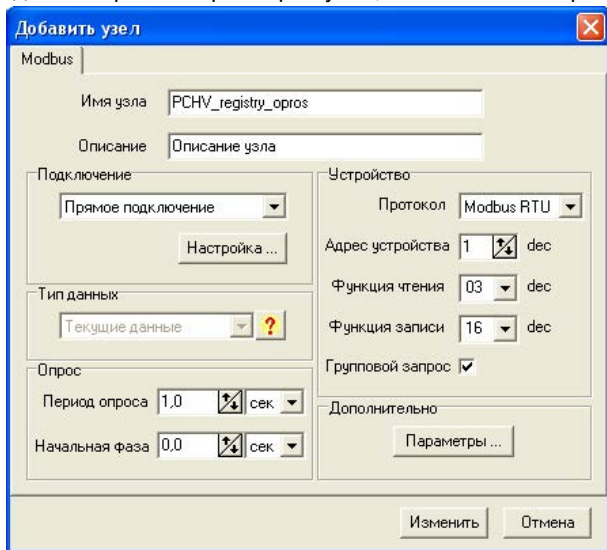 Добавить узел
Modbus
Имя узла PCHV_registry_opros
Описание Описание узла
Подключение
Прямое подключение
Настройка ...
Тип данных
Текущие данные ?
Опрос
Период опроса 1,0 сек
Начальная фаза 0,0 сек
Устройство
Протокол Modbus RTU
Адрес устройства 1 dec
Функция чтения 03 dec
Функция записи 16 dec
Групповой запрос
Дополнительно
Параметры ...
Изменить Отмена